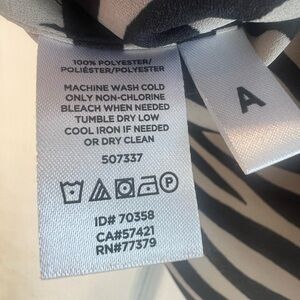 100% POLYESTER/
POLIÉSTER/POLYESTER
MACHINE WASH COLD
ONLY NON-CHLORINE
BLEACH WHEN NEEDED
TUMBLE DRY LOW
COOL IRON IF NEEDED
OR DRY CLEAN
507337
P
ID# 70358
CA#57421
RN#77379
A